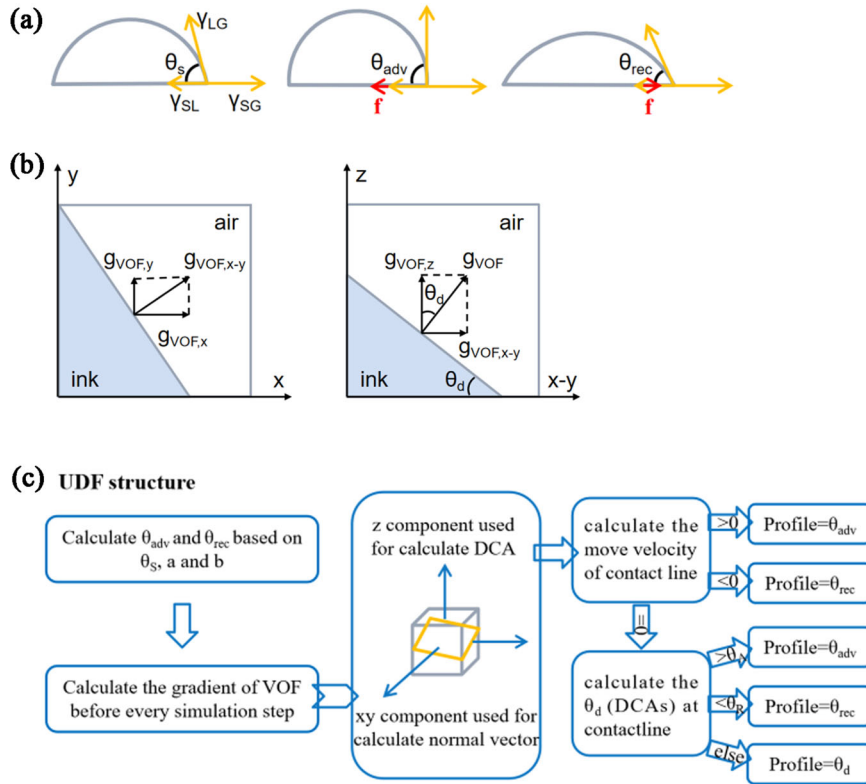 (a)
γLG
θs
γSL
γSG
θadv
f
θrec
f
(b)
y
air
gVOF,y
gVOF,x-y
gVOF,x
ink
x
z
air
gVOF,z
gVOF
θd
gVOF,x-y
ink
θd
x-y
(c) UDF structure
Calculate θadv and θrec based on
θS, a and b
Calculate the gradient of VOF
before every simulation step
z component used
for calculate DCA
xy component used for
calculate normal vector
calculate the
move velocity
of contact line
>0
Profile=θadv
<0
Profile=θrec
=0
calculate the
θd (DCAs) at
contactline
>θA
Profile=θadv
<θR
Profile=θrec
else
Profile=θd